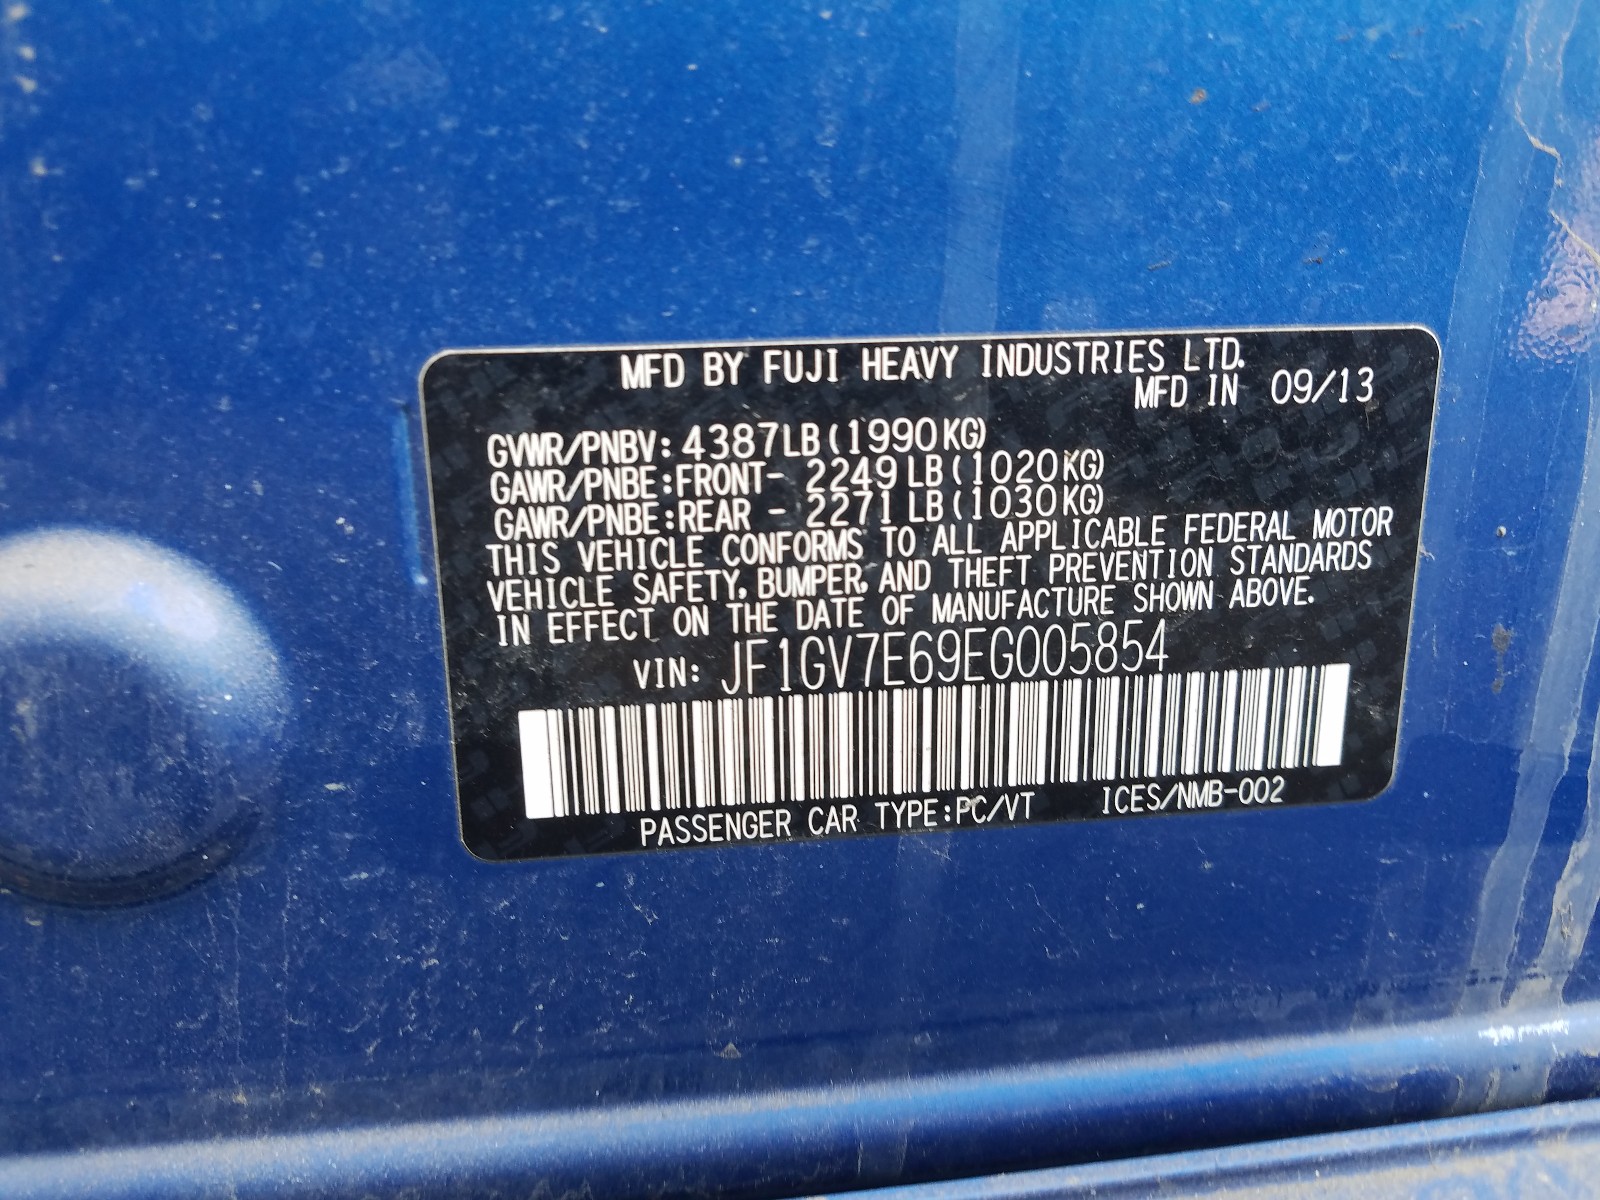 MFD BY FUJI HEAVY INDUSTRIES LTD.
MFD IN 09/13
GVWR/PNBV: 4387LB(1990KG)
GAWR/PNBE:FRONT- 2249LB(1020KG)
GAWR/PNBE:REAR - 2271LB(1030KG)
THIS VEHICLE CONFORMS TO ALL APPLICABLE FEDERAL MOTOR
VEHICLE SAFETY, BUMPER, AND THEFT PREVENTION STANDARDS
IN EFFECT ON THE DATE OF MANUFACTURE SHOWN ABOVE.
VIN: JF1GV7E69EG005854
PASSENGER CAR TYPE:PC/VT ICES/NMB-002